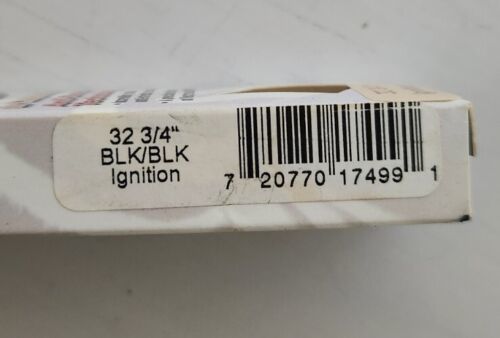 32 3/4"
BLK/BLK
Ignition
7 20770 17499 1